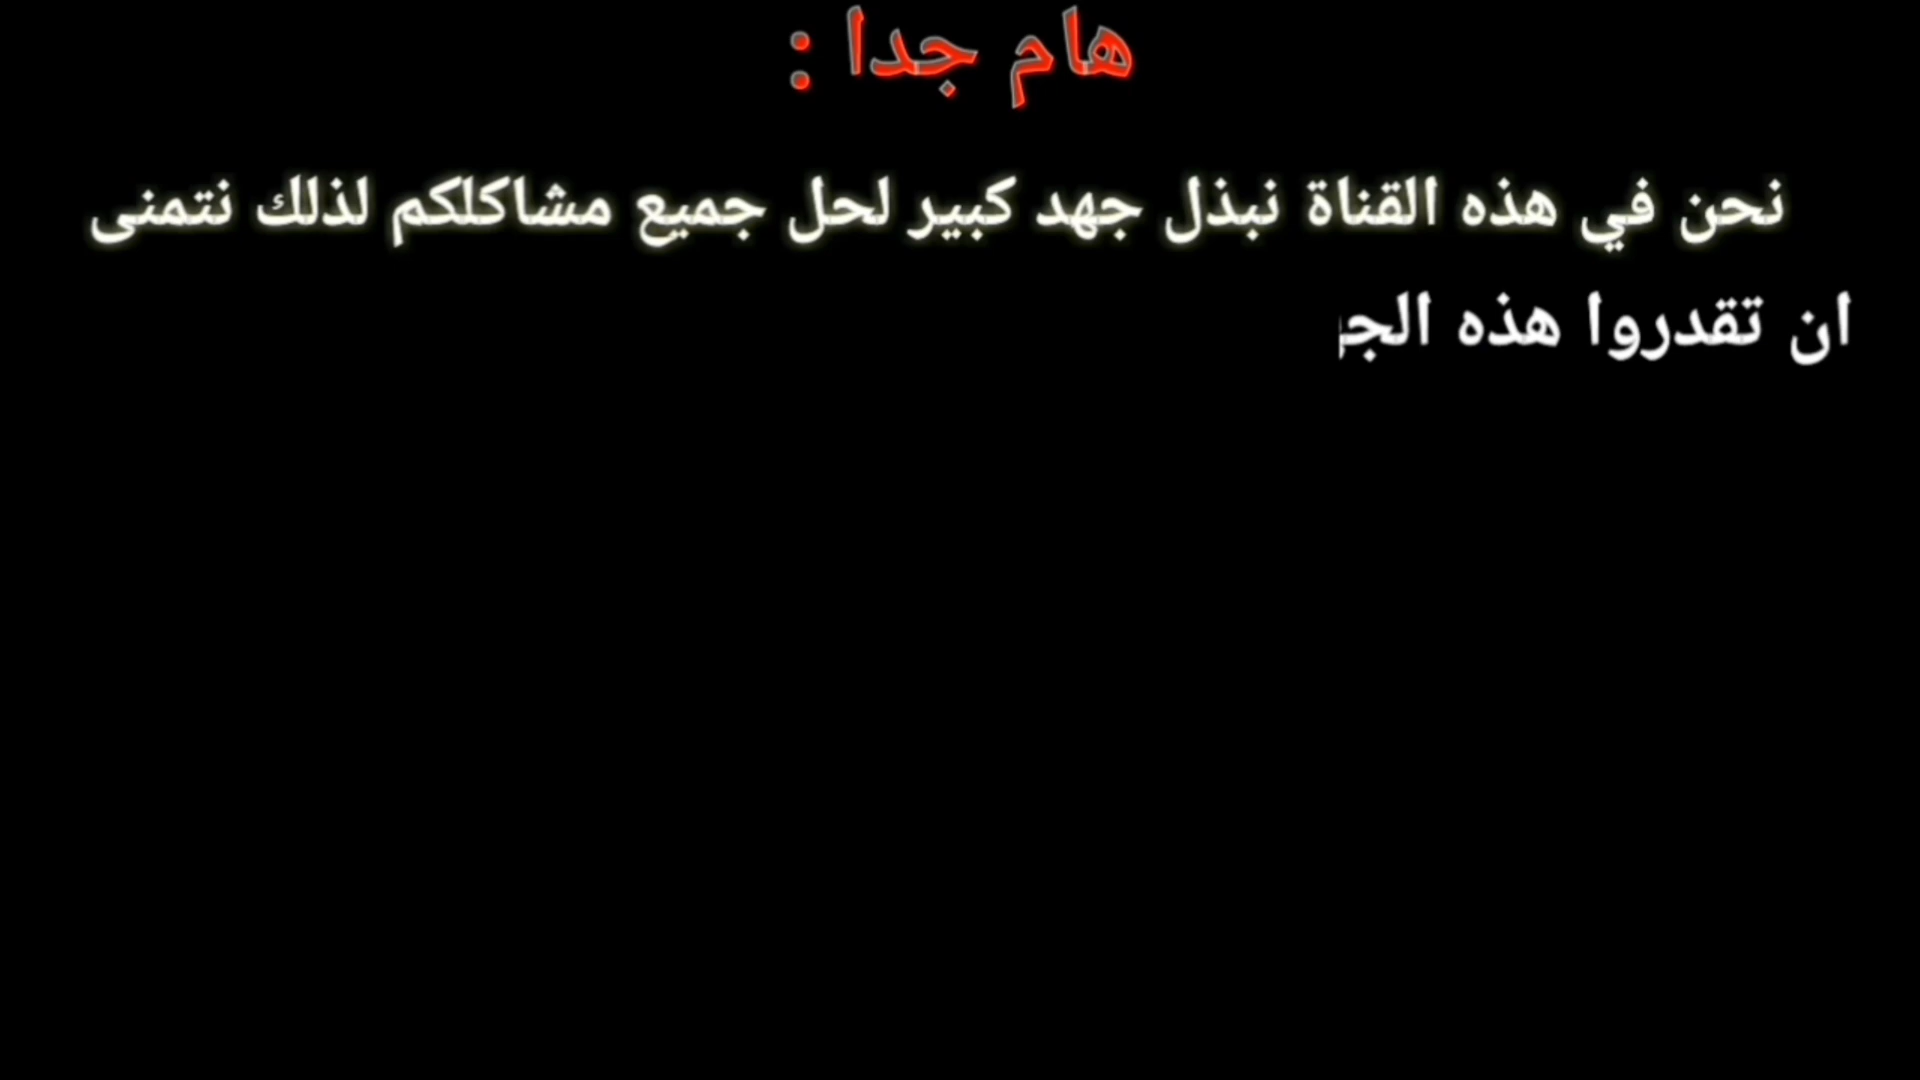 هام جدا :
نحن في هذه القناة نبذل جهد كبير لحل جميع مشاكلكم لذلك نتمنى
ان تقدروا هذه